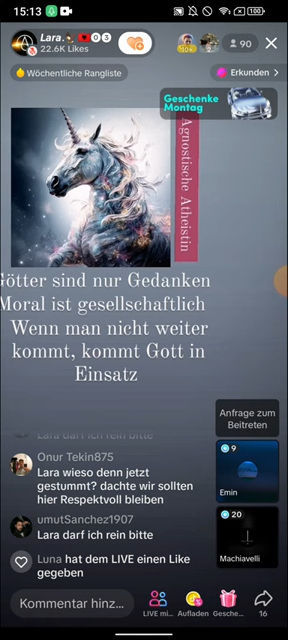 15:13
100
Lara.
0 3
22.6K Likes
90
Wöchentliche Rangliste
Erkunden >
Geschenke
Montag
Agnostische Atheistin
Götter sind nur Gedanken
Moral ist gesellschaftlich
Wenn man nicht weiter
kommt, kommt Gott in
Einsatz
Anfrage zum
Beitreten
Lara darf ich rein bitte
Onur Tekin875
Lara wieso denn jetzt
gestummt? dachte wir sollten
hier Respektvoll bleiben
9
Emin
umutSanchez1907
Lara darf ich rein bitte
20
Machiavelli
Luna hat dem LIVE einen Like
gegeben
Kommentar hinz...
LIVE mi...
Aufladen
Gesche...
16